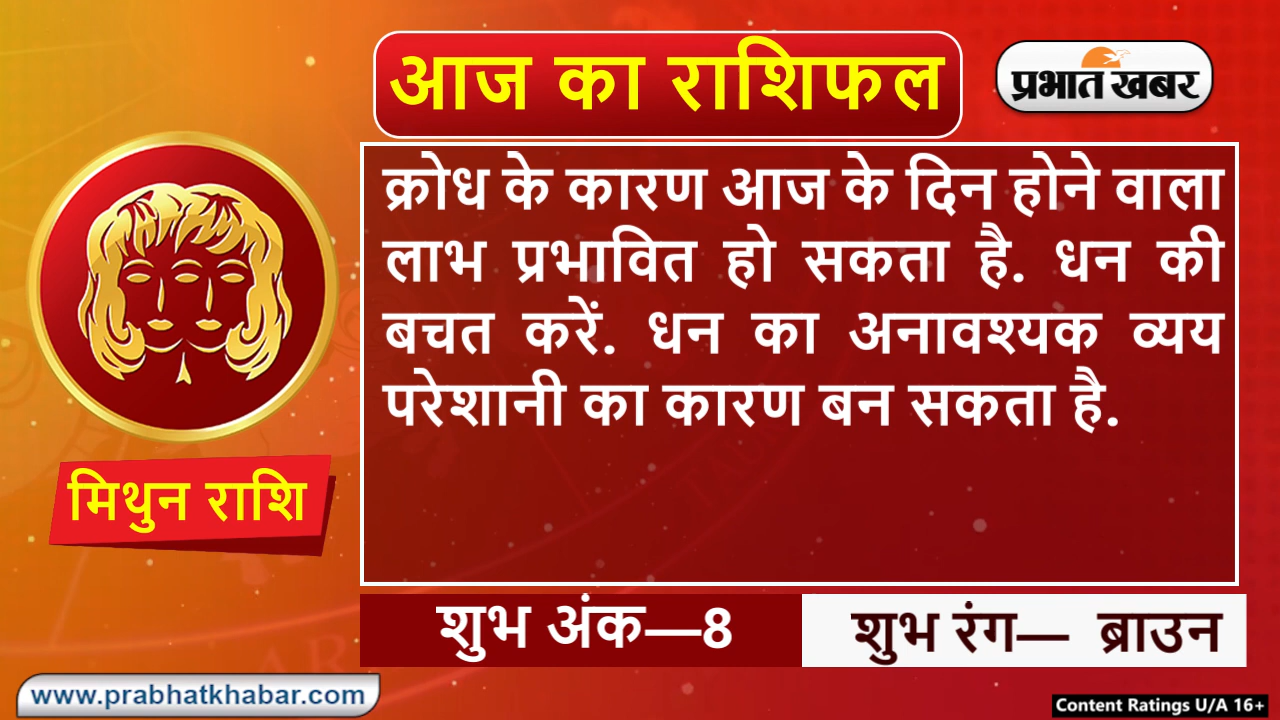 आज का राशिफल
प्रभात खबर
क्रोध के कारण आज के दिन होने वाला
लाभ प्रभावित हो सकता है. धन की
बचत करें. धन का अनावश्यक व्यय
परेशानी का कारण बन सकता है.
मिथुन राशि
शुभ अंक—8
शुभ रंग— ब्राउन
www.prabhatkhabar.com
Content Ratings U/A 16+